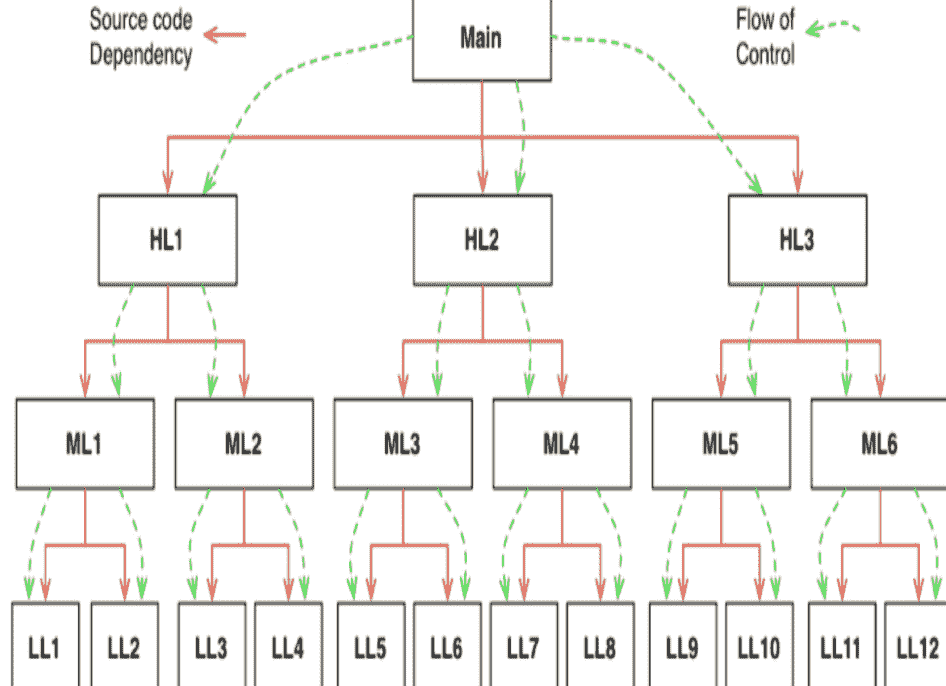 Source code
Dependency
Main
Flow of
Control
HL1
HL2
HL3
ML1
ML2
ML3
ML4
ML5
ML6
LL1
LL2
LL3
LL4
LL5
LL6
LL7
LL8
LL9
LL10
LL11
LL12